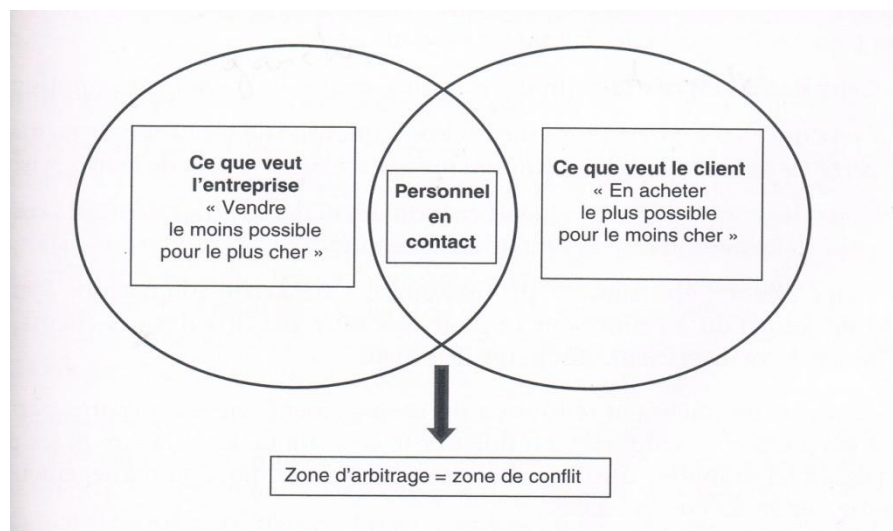 Ce que veut
l'entreprise
« Vendre
le moins possible
pour le plus cher »
Personnel
en
contact
Ce que veut le client
« En acheter
le plus possible
pour le moins cher »
Zone d'arbitrage = zone de conflit